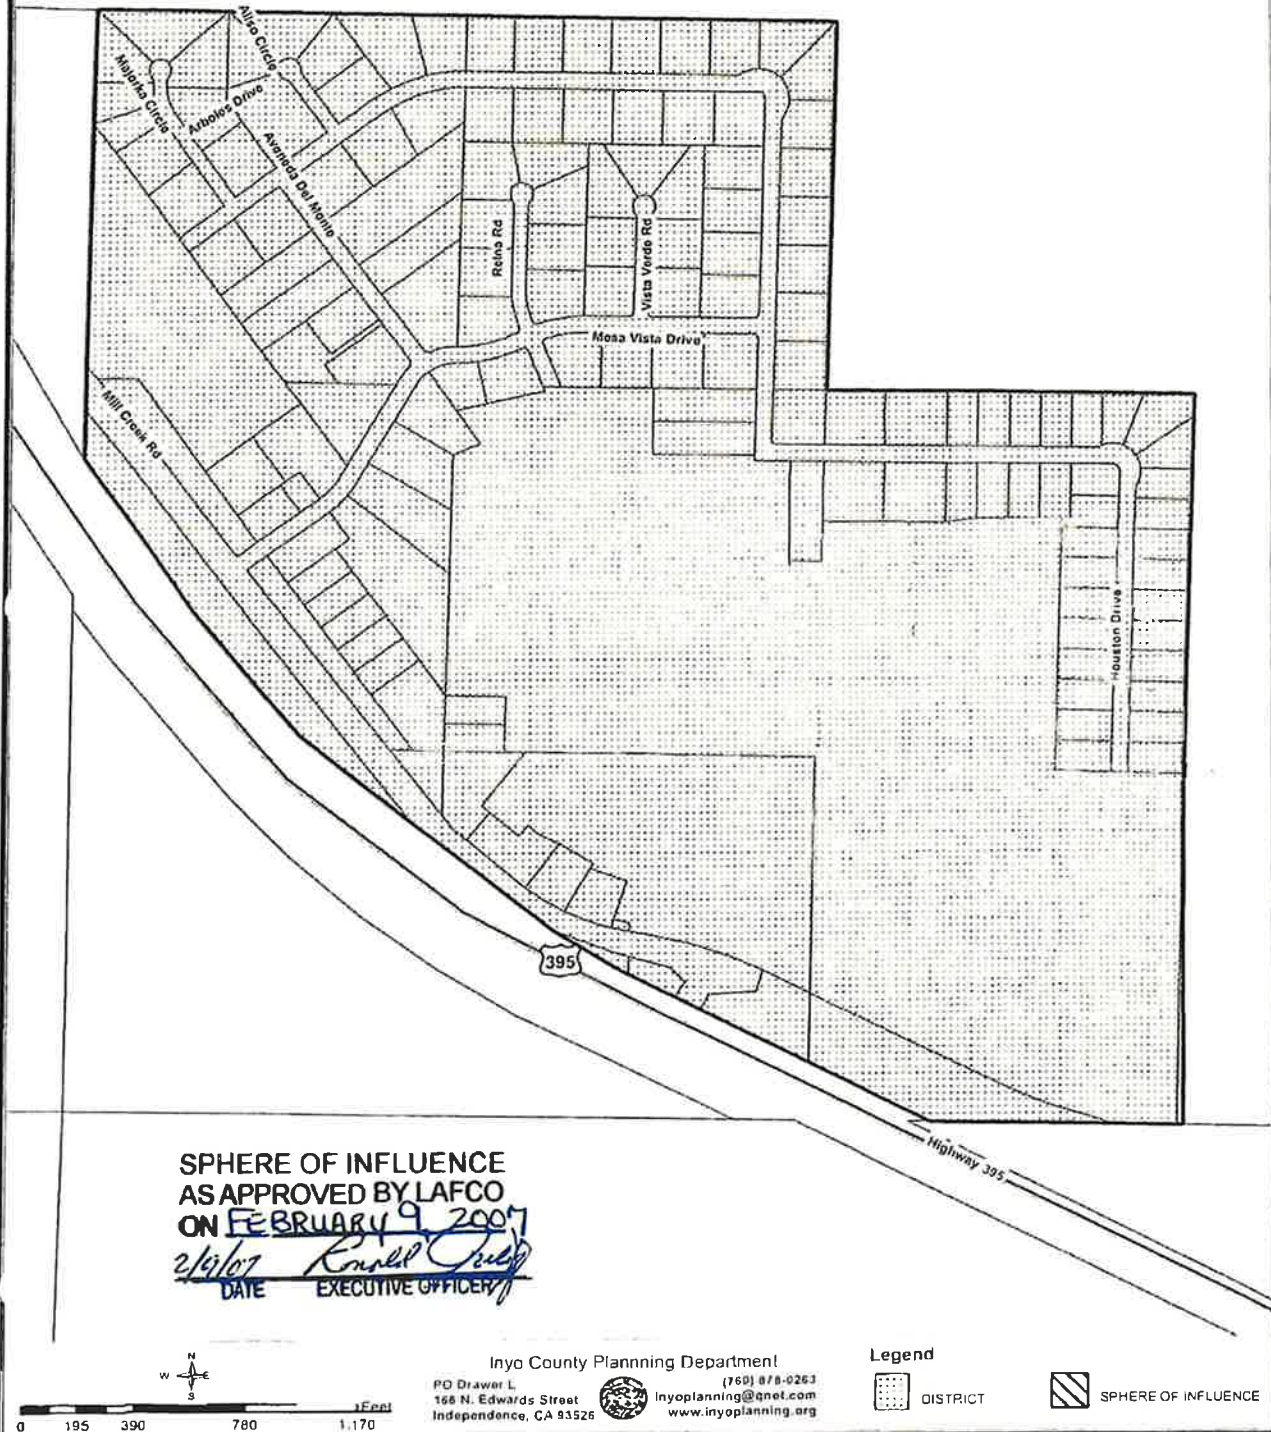 Aliso Circle
Majorka Circle
Arboles Drive
Avenada Del Monte
Reina Rd
Vista Verde Rd
Mesa Vista Drive
Mill Creek Rd
Houston Drive
395
Highway 395
SPHERE OF INFLUENCE
AS APPROVED BY LAFCO
ON FEBRUARY 9, 2007
2/9/07
DATE EXECUTIVE OFFICER
N
W E
S
Feet
0 195 390 780 1,170
Inyo County Plannning Department
PO Drawer L
168 N. Edwards Street
Independence, CA 93526
(760) 878-0263
inyoplanning@qnet.com
www.inyoplanning.org
Legend
DISTRICT
SPHERE OF INFLUENCE